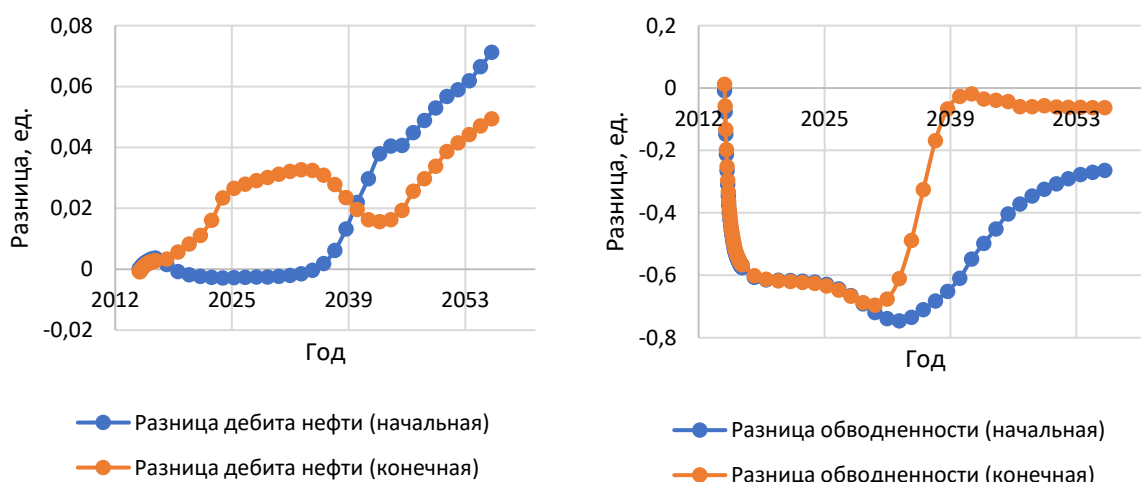 0,08
0,06
0,04
0,02
0
-0,02
2012
2025
2039
2053
Разница, ед.
Год
Разница дебита нефти (начальная)
Разница дебита нефти (конечная)
0,2
0
-0,2
-0,4
-0,6
-0,8
2012
2025
2039
2053
Разница, ед.
Год
Разница обводненности (начальная)
Разница обводненности (конечная)